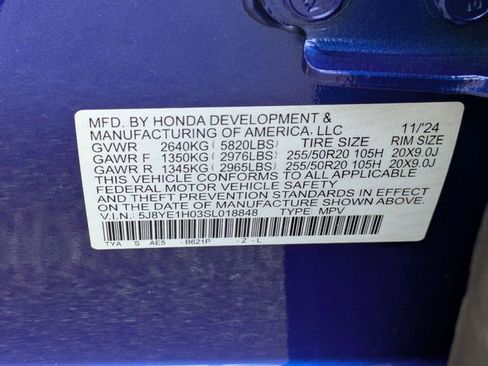 MFD. BY HONDA DEVELOPMENT &
MANUFACTURING OF AMERICA, LLC 11/'24
GVWR 2640KG( 5820LBS) TIRE SIZE RIM SIZE
GAWR F 1350KG( 2976LBS) 255/50R20 105H 20X9.0J
GAWR R 1345KG( 2965LBS) 255/50R20 105H 20X9.0J
THIS VEHICLE CONFORMS TO ALL APPLICABLE
FEDERAL MOTOR VEHICLE SAFETY
AND THEFT PREVENTION STANDARDS IN EFFECT
ON THE DATE OF MANUFACTURE SHOWN ABOVE.
V.I.N.: 5J8YE1H03SL018848 TYPE: MPV
TYA S AE5 - B621P - Z - L